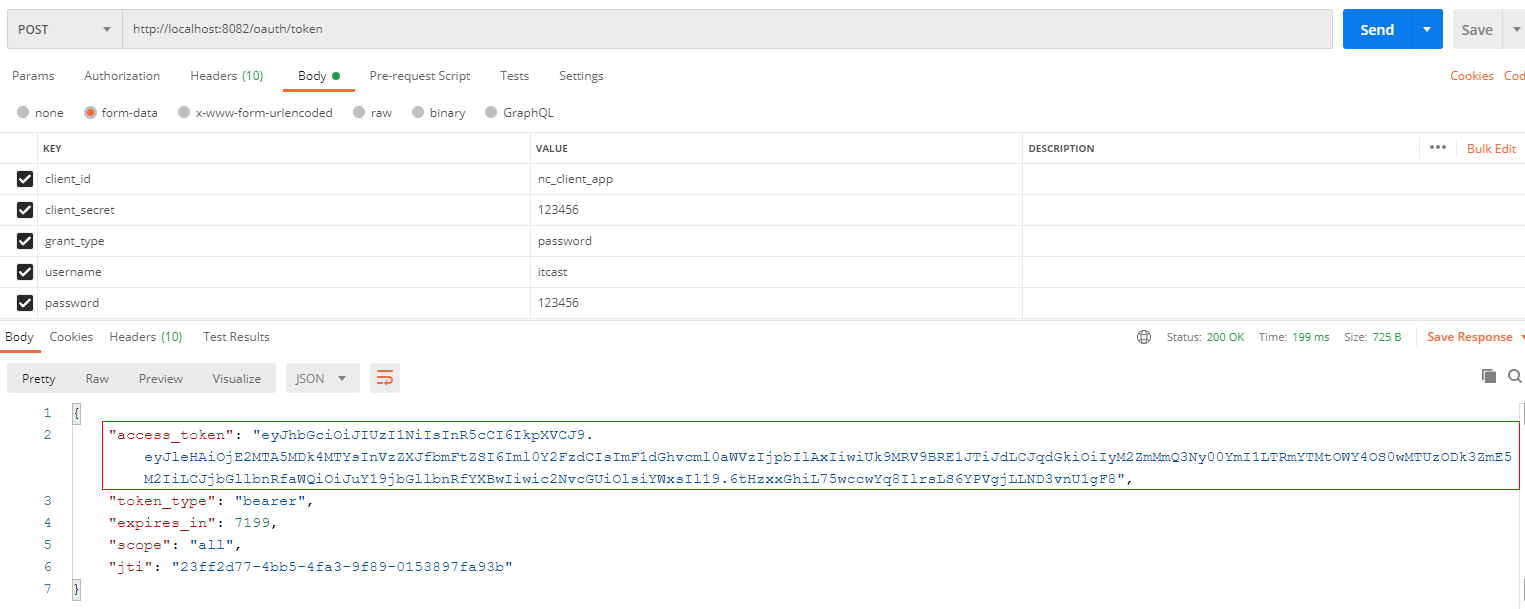 POST http://localhost:8082/oauth/token Send Save
Params Authorization Headers (10) Body Pre-request Script Tests Settings Cookies Cod
none form-data x-www-form-urlencoded raw binary GraphQL
KEY VALUE DESCRIPTION ••• Bulk Edit
client_id nc_client_app
client_secret 123456
grant_type password
username itcast
password 123456
Body Cookies Headers (10) Test Results Status: 200 OK Time: 199 ms Size: 725 B Save Response
Pretty Raw Preview Visualize JSON
1 {
2 "access_token": "eyJhbGciOiJIUzI1NiIsInR5cCI6IkpXVCJ9.
eyJleHAiOjE2MTA5MDk4MTYsInVzZXJfbmFtZSI6Iml0Y2FzdCIsImF1dGhvcml0aWVzIjpbIlAxIiwiUk9MRV9BRE1JTiJdLCJqdGkiOiIyM2ZmMmQ3Ny00YmI1LTRmYTMtOWY4OS0wMTUzODk3ZmE5
M2IiLCJjbGllbnRfaWQiOiJuY19jbGllbnRfYXBwIiwic2NvcGUiOlsiYWxsIl19.6tHzxxGhiL75wccwYq8IlrsLS6YPVgjLLND3vnU1gF8",
3 "token_type": "bearer",
4 "expires_in": 7199,
5 "scope": "all",
6 "jti": "23ff2d77-4bb5-4fa3-9f89-0153897fa93b"
7 }